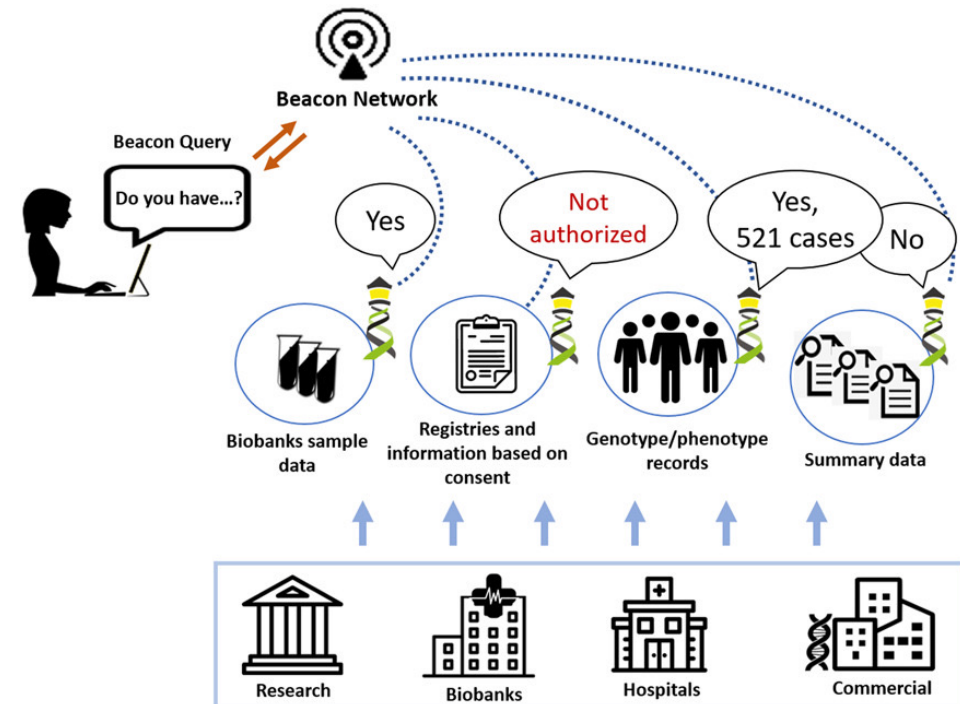 Beacon Network
Beacon Query
Do you have...?
Yes
Not
authorized
Yes,
521 cases
No
Biobanks sample
data
Registries and
information based on
consent
Genotype/phenotype
records
Summary data
Research
Biobanks
Hospitals
Commercial